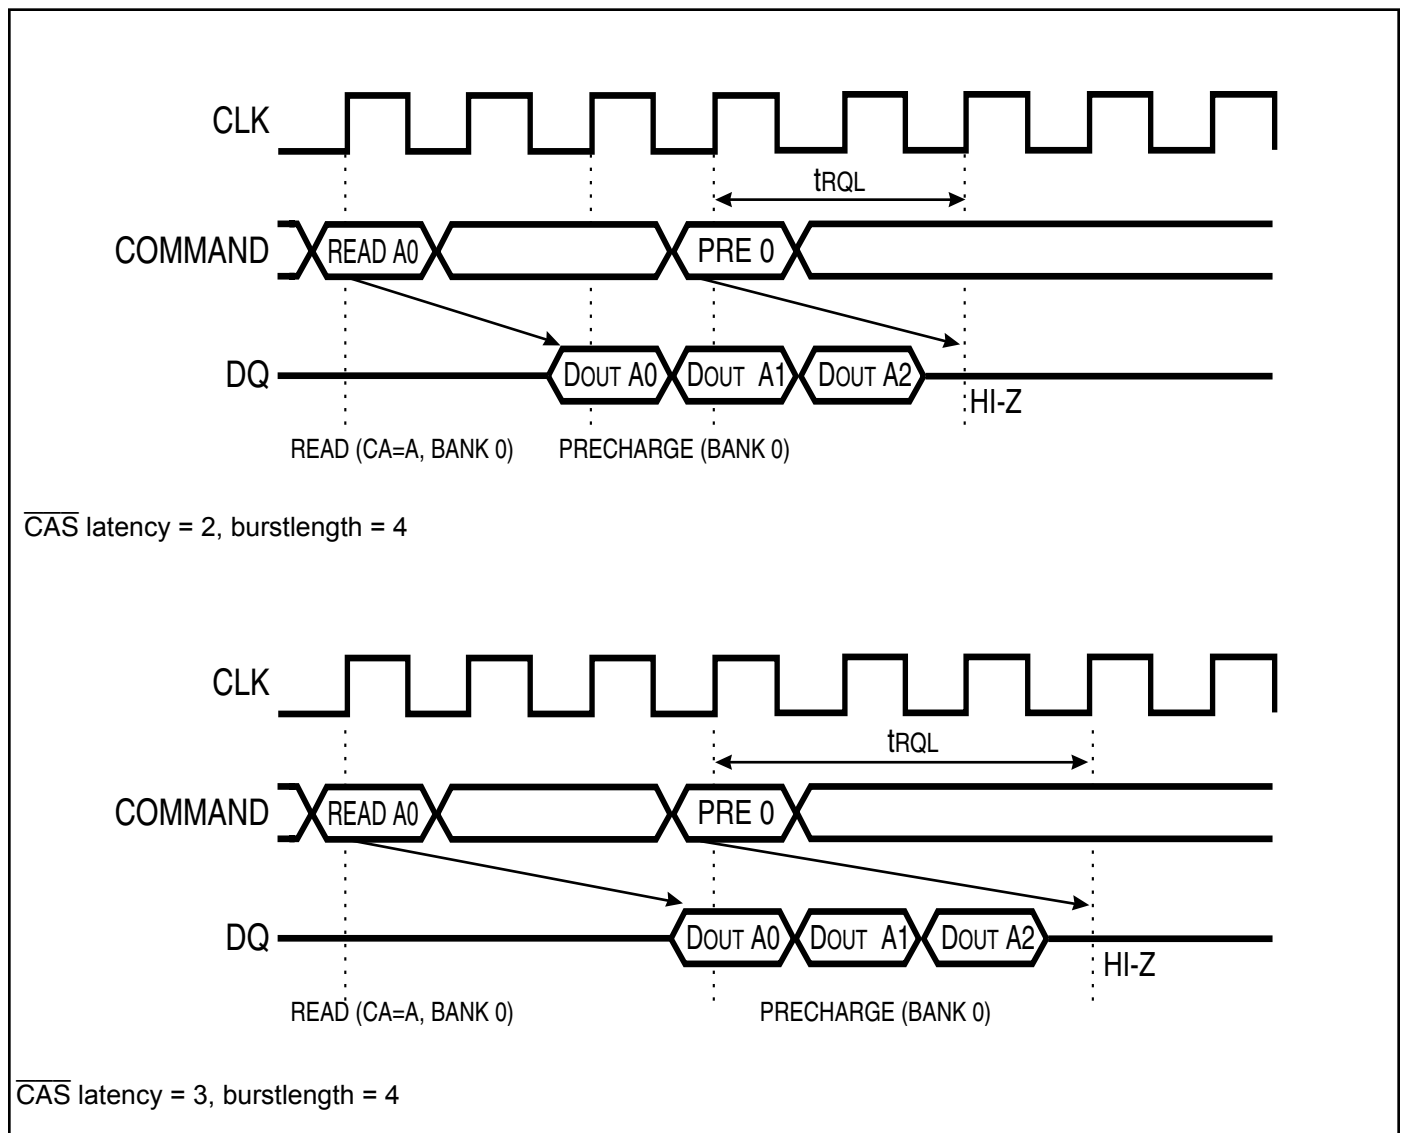 CLK
tRQL
COMMAND READ A0 PRE 0
DQ DOUT A0 DOUT A1 DOUT A2
HI-Z
READ (CA=A, BANK 0) PRECHARGE (BANK 0)
CAS latency = 2, burstlength = 4
CLK
tRQL
COMMAND READ A0 PRE 0
DQ DOUT A0 DOUT A1 DOUT A2
HI-Z
READ (CA=A, BANK 0) PRECHARGE (BANK 0)
CAS latency = 3, burstlength = 4